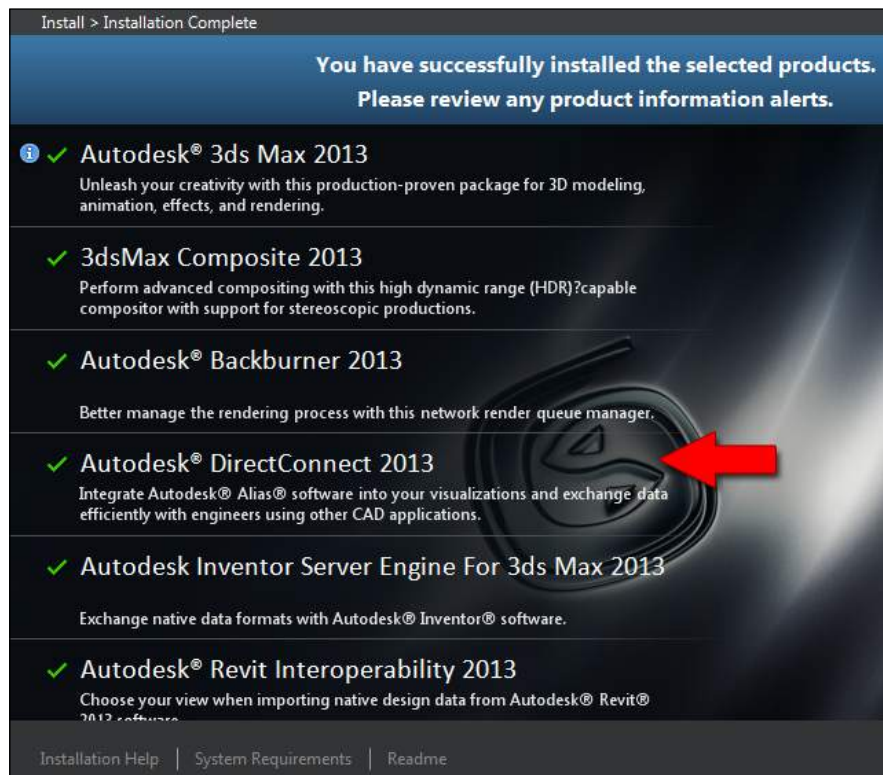 Install > Installation Complete
You have successfully installed the selected products.
Please review any product information alerts.
Autodesk® 3ds Max 2013
Unleash your creativity with this production-proven package for 3D modeling,
animation, effects, and rendering.
3dsMax Composite 2013
Perform advanced compositing with this high dynamic range (HDR)?capable
compositor with support for stereoscopic productions.
Autodesk® Backburner 2013
Better manage the rendering process with this network render queue manager.
Autodesk® DirectConnect 2013
Integrate Autodesk® Alias® software into your visualizations and exchange data
efficiently with engineers using other CAD applications.
Autodesk Inventor Server Engine For 3ds Max 2013
Exchange native data formats with Autodesk® Inventor® software.
Autodesk® Revit Interoperability 2013
Choose your view when importing native design data from Autodesk® Revit®
2013 software.
Installation Help | System Requirements | Readme